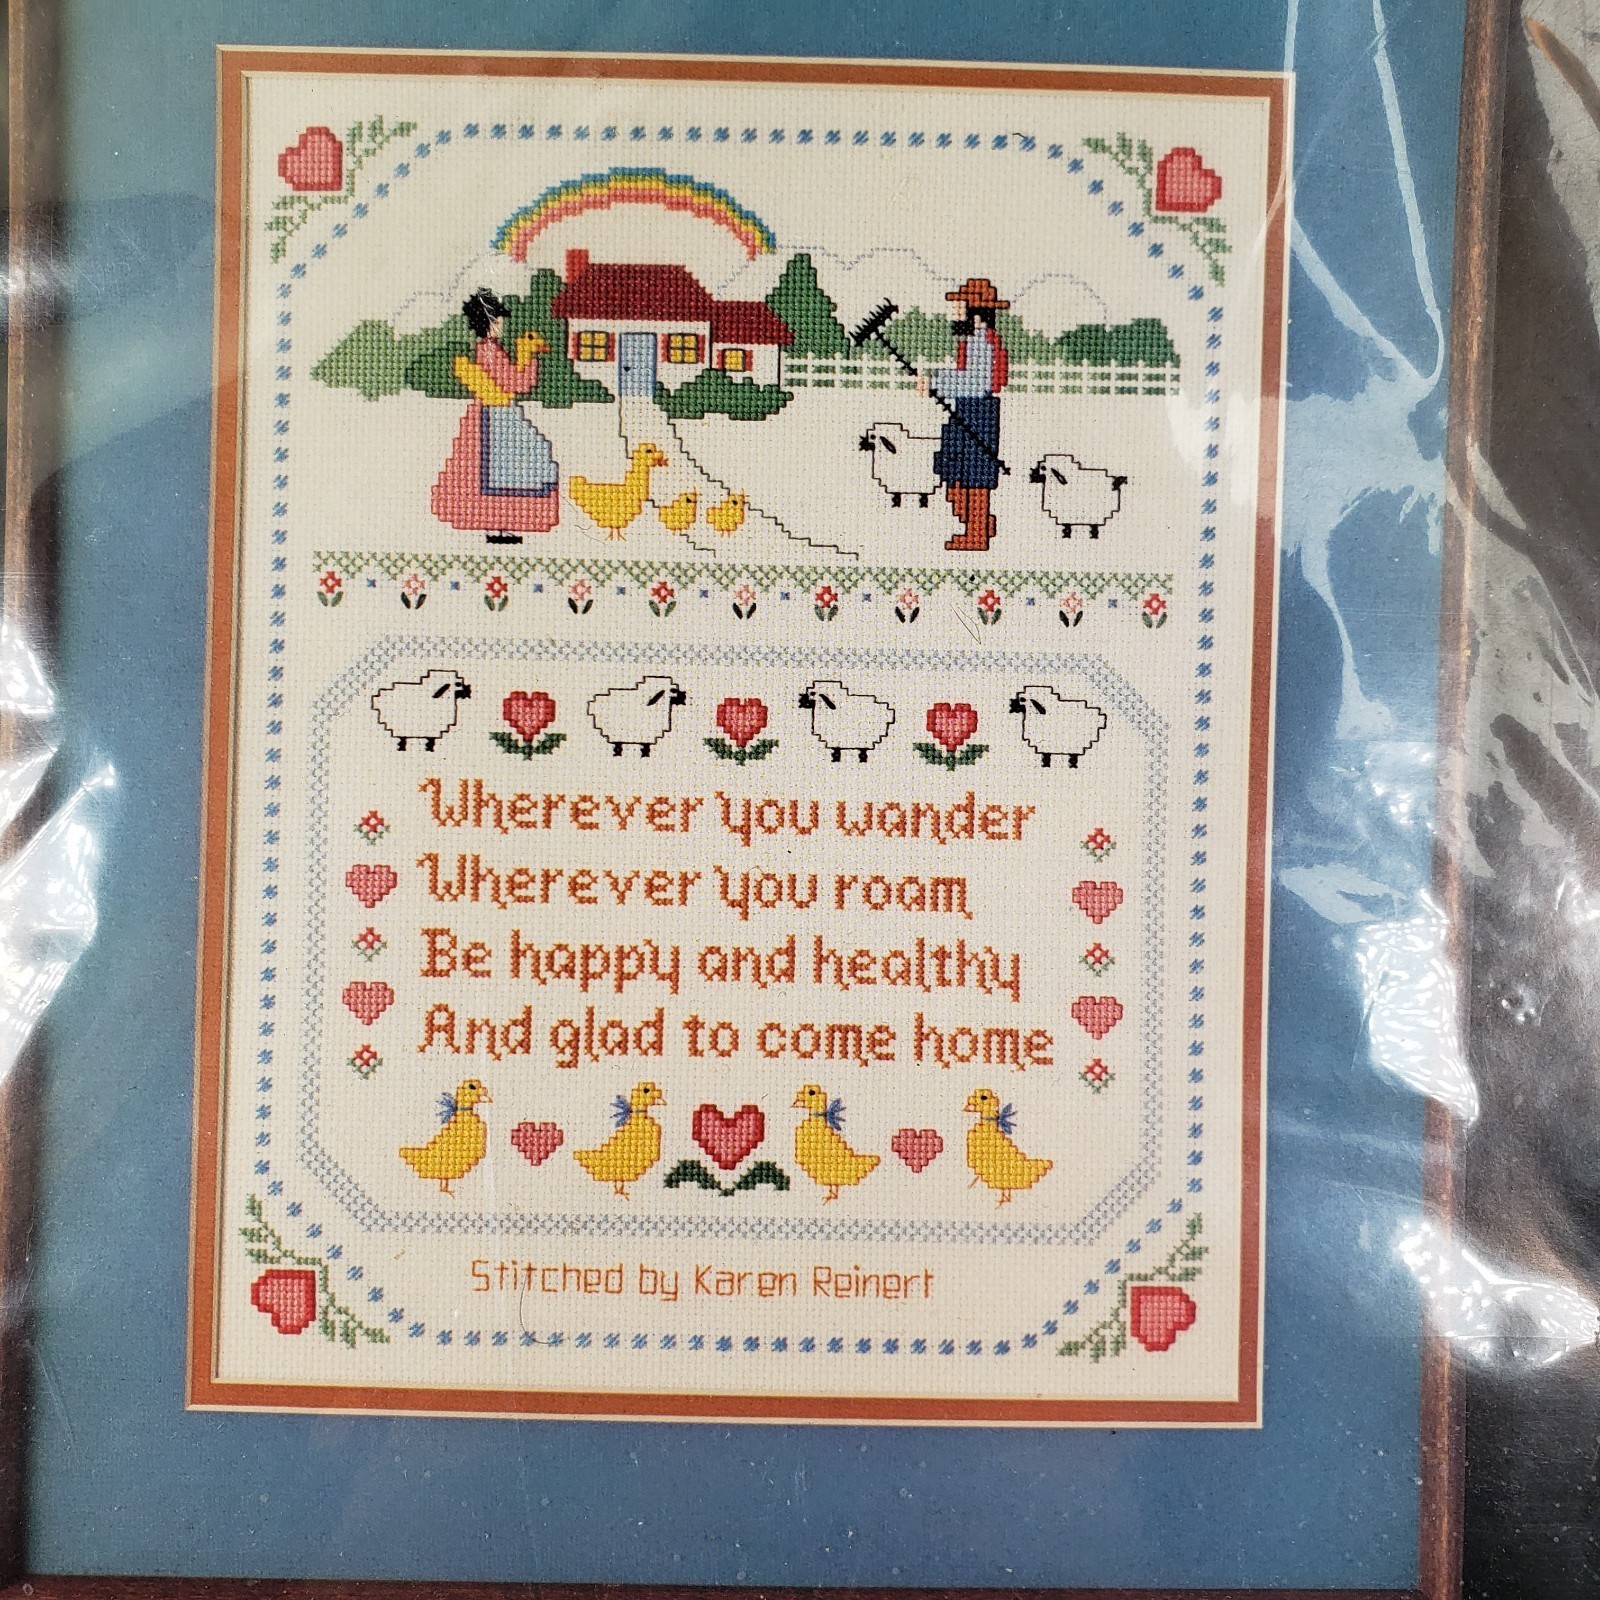 Wherever you wander
Wherever you roam
Be happy and healthy
And glad to come home
Stitched by Karen Reinert